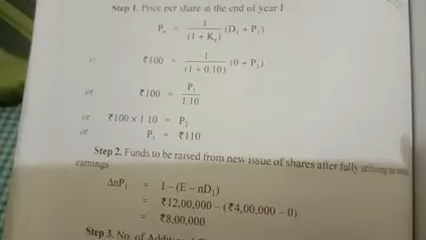 Step 1. Price per share at the end of year 1
P₀ = 1/(1 + Kₑ) (D₁ + P₁)
or ₹100 = 1/(1 + 0.10) (0 + P₁)
or ₹100 = P₁/1.10
or ₹100 × 1.10 = P₁
or P₁ = ₹110
Step 2. Funds to be raised from new issue of shares after fully
earnings
ΔnP₁ = I – (E – nD₁)
= ₹12,00,000 – (₹4,00,000 – 0)
= ₹8,00,000
Step 3. No. of